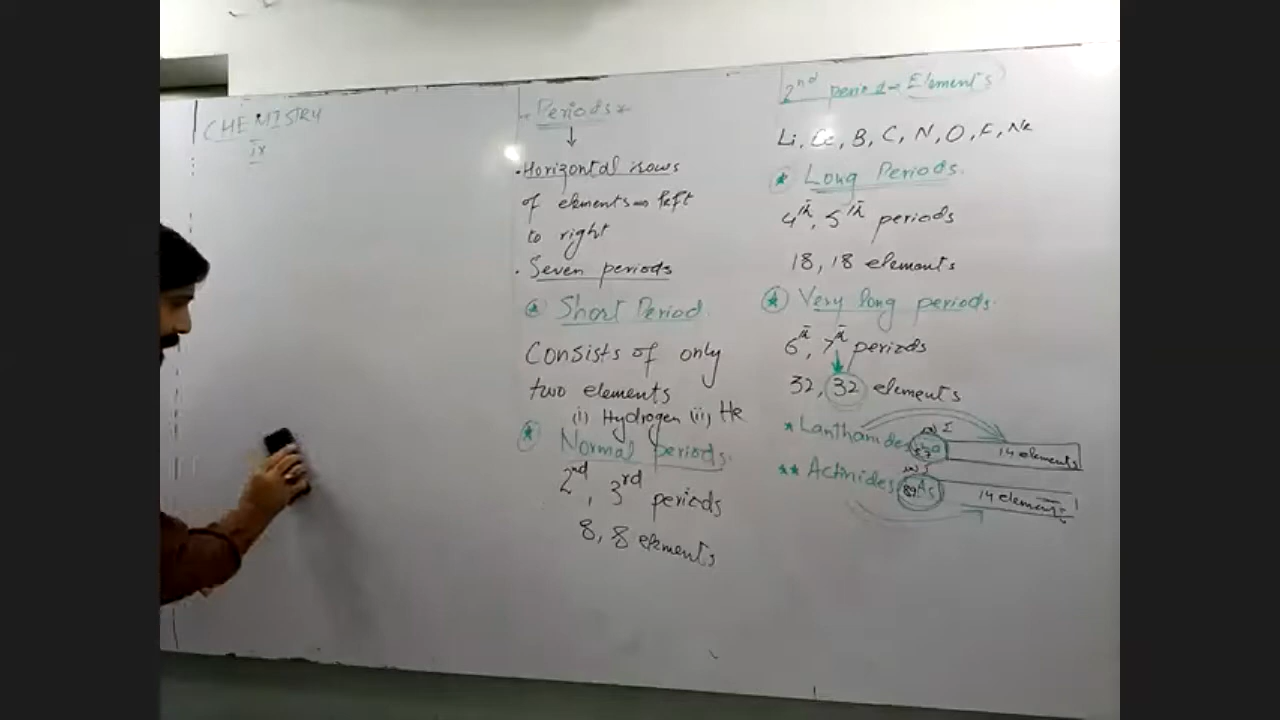 CHEMISTRY
IX
Periods
Horizontal rows
of elements left
to right
Seven periods
Short Period.
Consists of only
two elements
(i) Hydrogen (ii) He
Normal periods.
2nd, 3rd periods
8, 8 elements
2nd period Elements
Li, B, C, N, O, F, Ne
Long Periods.
4th, 5th periods
18, 18 elements
Very long periods.
6th, 7th periods
32, 32 elements
* Lanthanides 14 elements
** Actinides 89Ac 14 elements